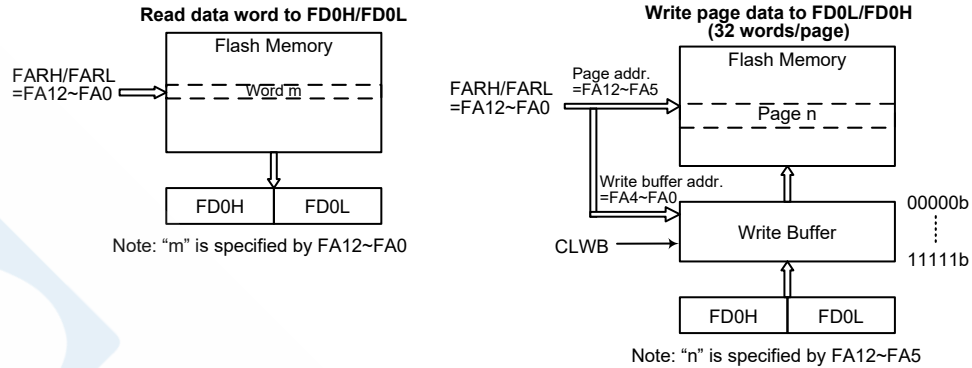 Read data word to FD0H/FD0L
Flash Memory
FARH/FARL
=FA12~FA0
Word m
FD0H
FD0L
Note: “m” is specified by FA12~FA0
Write page data to FD0L/FD0H
(32 words/page)
Flash Memory
FARH/FARL
=FA12~FA0
Page addr.
=FA12~FA5
Page n
Write buffer addr.
=FA4~FA0
Write Buffer
00000b
11111b
CLWB
FD0H
FD0L
Note: “n” is specified by FA12~FA5